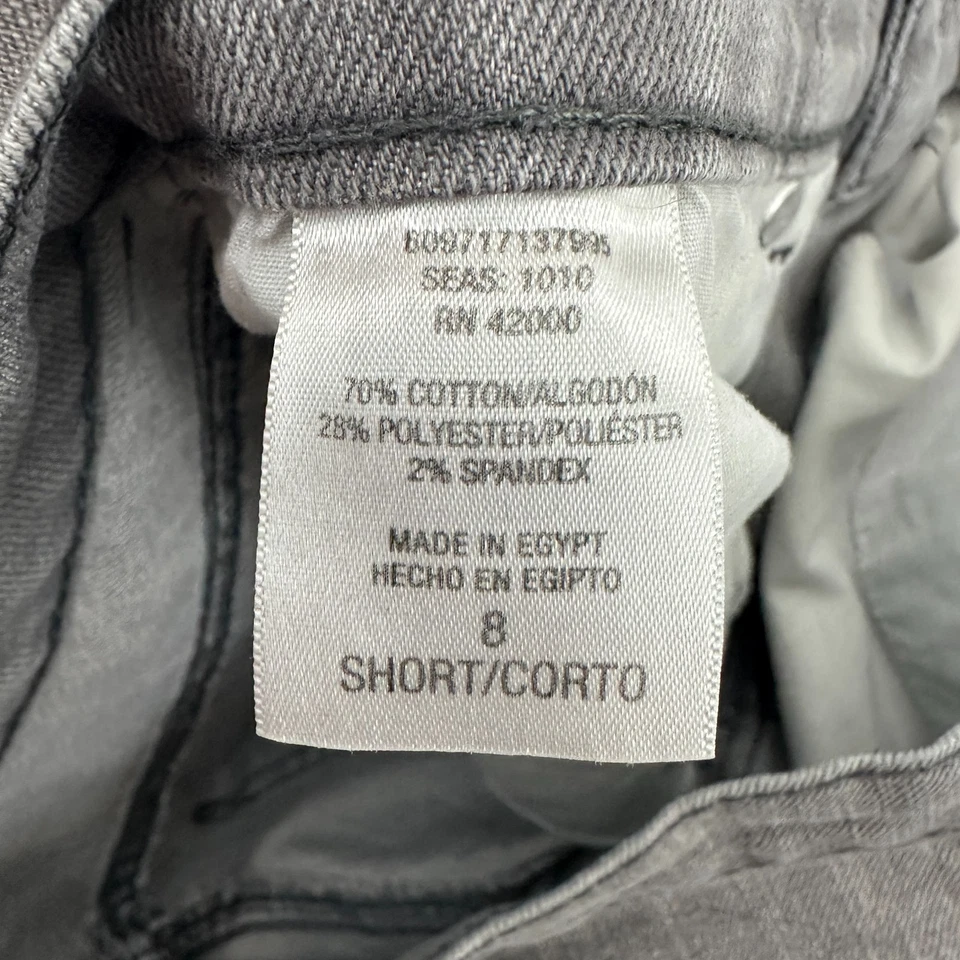 SEAS: 1010
RN 42000
70% COTTON/ALGODÓN
28% POLYESTER/POLIÉSTER
2% SPANDEX
MADE IN EGYPT
HECHO EN EGIPTO
8
SHORT/CORTO